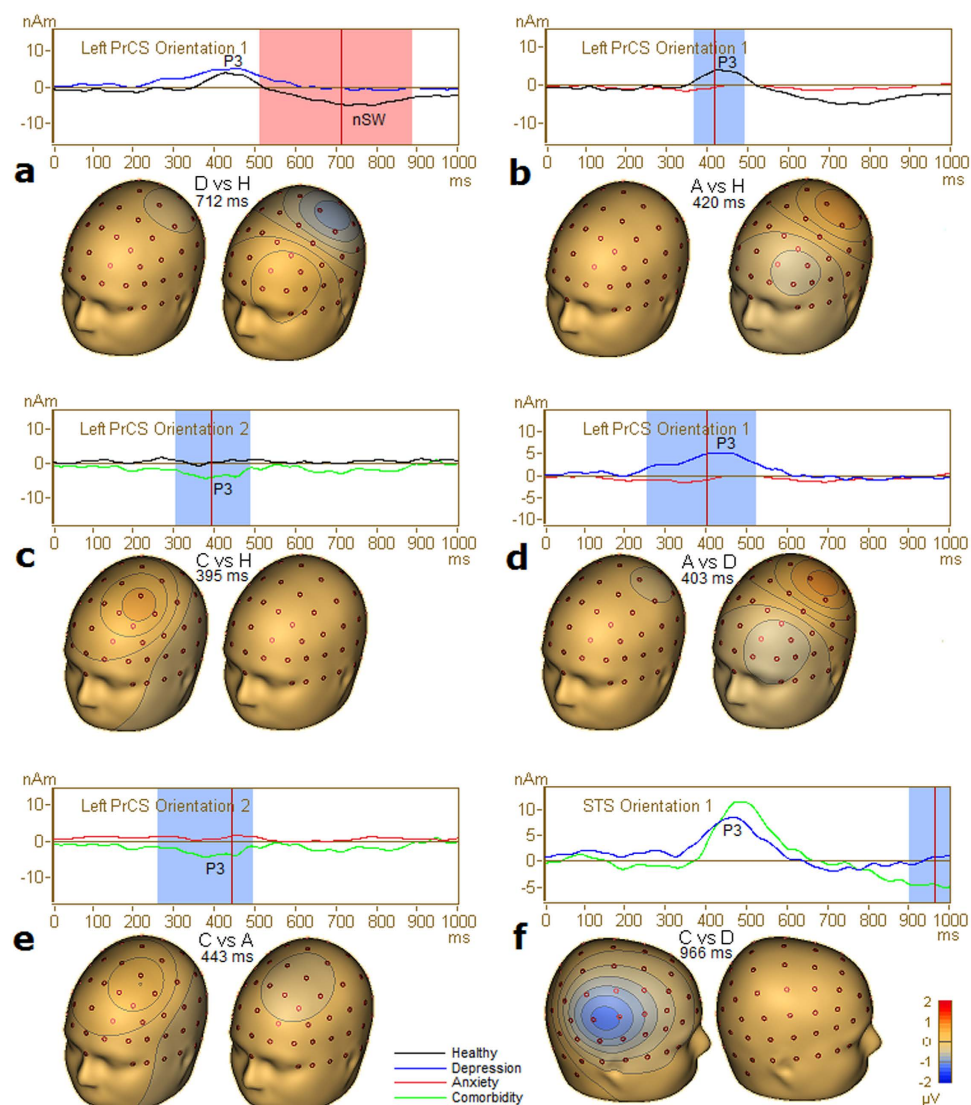 nAm
10
0
-10
Left PrCS Orientation 1
P3
nSW
0 100 200 300 400 500 600 700 800 900 1000
ms
a
D vs H
712 ms
nAm
10
0
-10
Left PrCS Orientation 1
P3
0 100 200 300 400 500 600 700 800 900 1000
ms
b
A vs H
420 ms
nAm
10
0
-10
Left PrCS Orientation 2
P3
0 100 200 300 400 500 600 700 800 900 1000
ms
c
C vs H
395 ms
nAm
10
5
0
-5
-10
Left PrCS Orientation 1
P3
0 100 200 300 400 500 600 700 800 900 1000
ms
d
A vs D
403 ms
nAm
10
0
-10
Left PrCS Orientation 2
P3
0 100 200 300 400 500 600 700 800 900 1000
ms
e
C vs A
443 ms
nAm
10
5
0
-5
STS Orientation 1
P3
0 100 200 300 400 500 600 700 800 900 1000
ms
f
C vs D
966 ms
Healthy
Depression
Anxiety
Comorbidity
2
1
0
-1
-2
µV